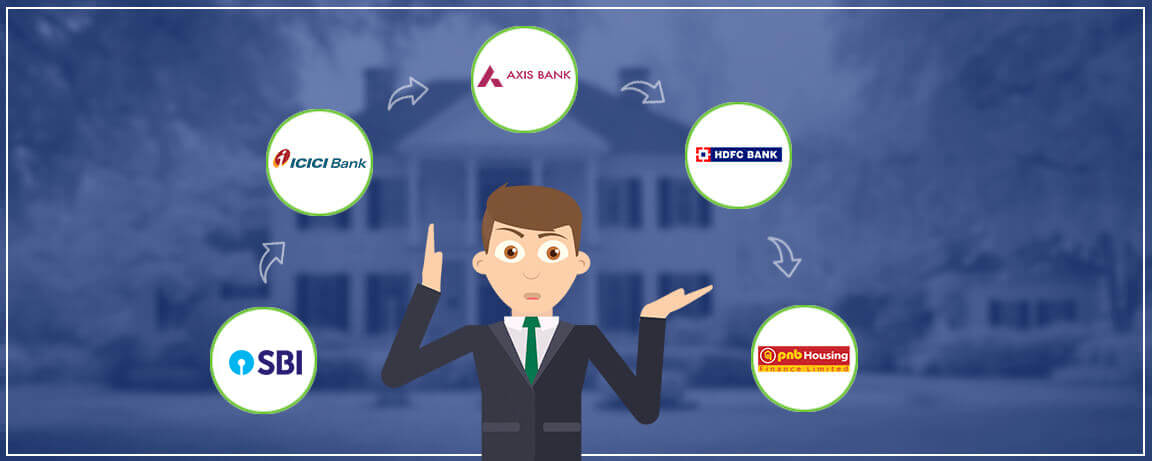 AXIS BANK
ICICI Bank
HDFC BANK
SBI
pnb Housing
Finance Limited